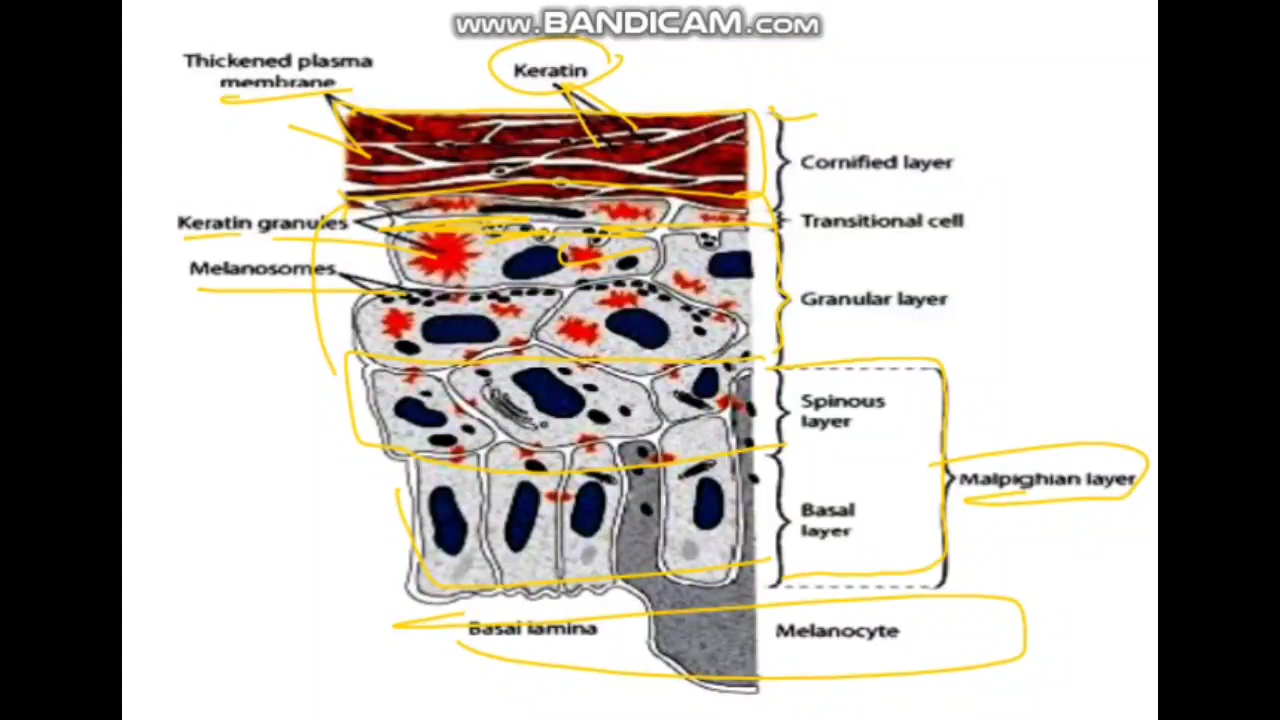 www.BANDICAM.com
Thickened plasma
membrane
Keratin
Cornified layer
Keratin granules
Transitional cell
Melanosomes
Granular layer
Spinous
layer
Malpighian layer
Basal
layer
Basal lamina
Melanocyte